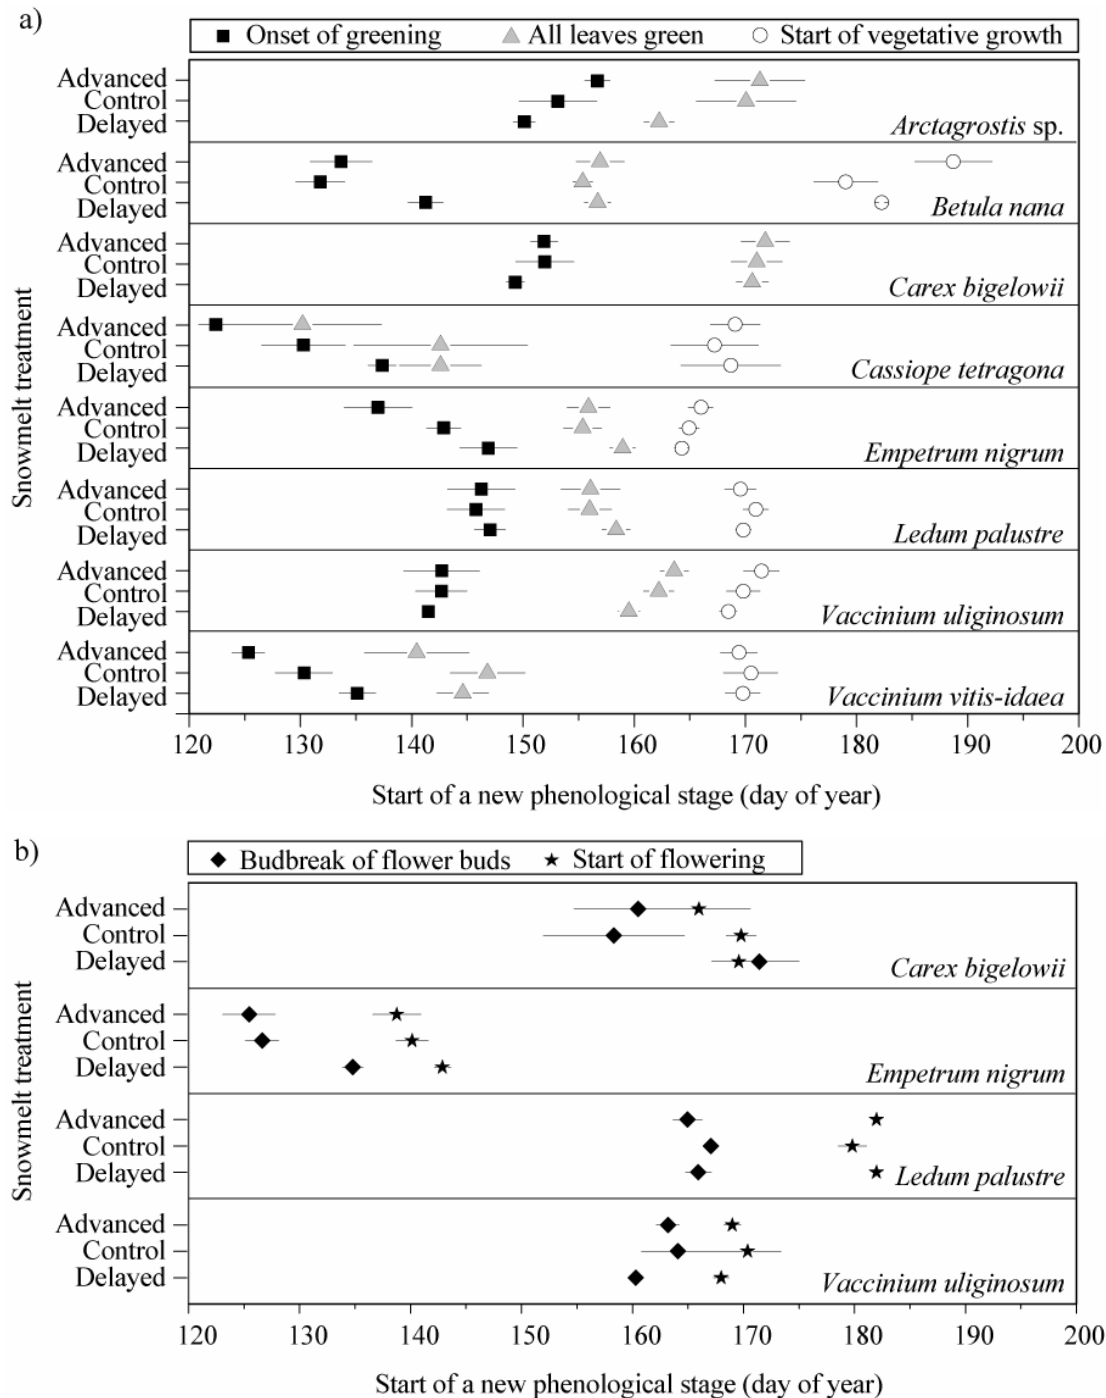 a)
Onset of greening All leaves green Start of vegetative growth
Advanced
Control
Delayed
Arctagrostis sp.
Advanced
Control
Delayed
Betula nana
Advanced
Control
Delayed
Carex bigelowii
Advanced
Control
Delayed
Cassiope tetragona
Advanced
Control
Delayed
Empetrum nigrum
Advanced
Control
Delayed
Ledum palustre
Advanced
Control
Delayed
Vaccinium uliginosum
Advanced
Control
Delayed
Vaccinium vitis-idaea
Snowmelt treatment
120 130 140 150 160 170 180 190 200
Start of a new phenological stage (day of year)
b)
Budbreak of flower buds Start of flowering
Advanced
Control
Delayed
Carex bigelowii
Advanced
Control
Delayed
Empetrum nigrum
Advanced
Control
Delayed
Ledum palustre
Advanced
Control
Delayed
Vaccinium uliginosum
Snowmelt treatment
120 130 140 150 160 170 180 190 200
Start of a new phenological stage (day of year)